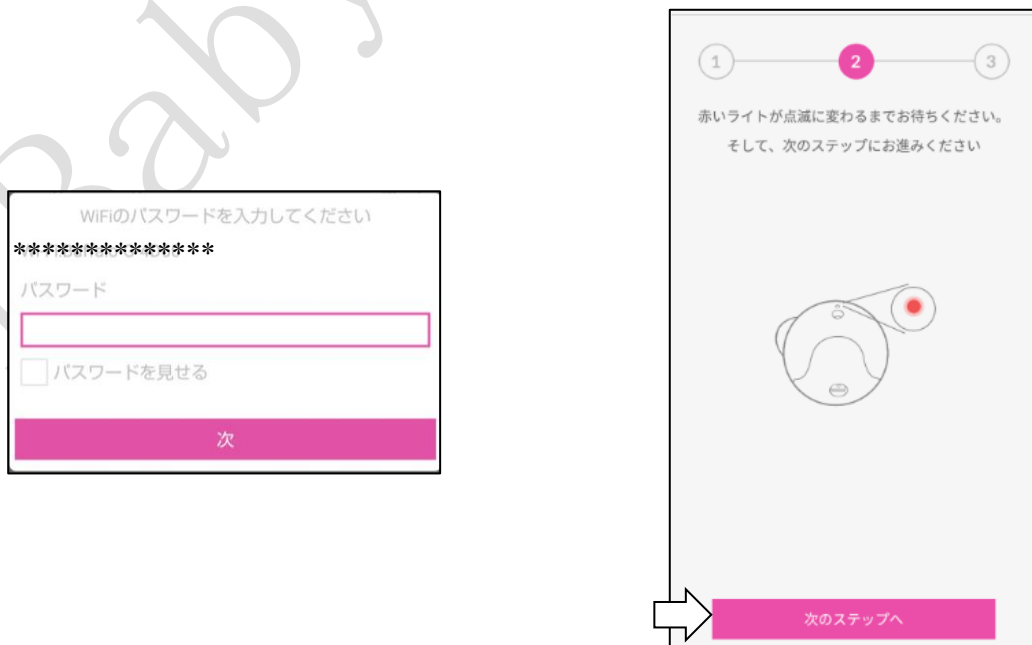 Baby
WiFiのパスワードを入力してください
**************
パスワード
パスワードを見せる
次
1
2
3
赤いライトが点滅に変わるまでお待ちください。
そして、次のステップにお進みください
次のステップへ